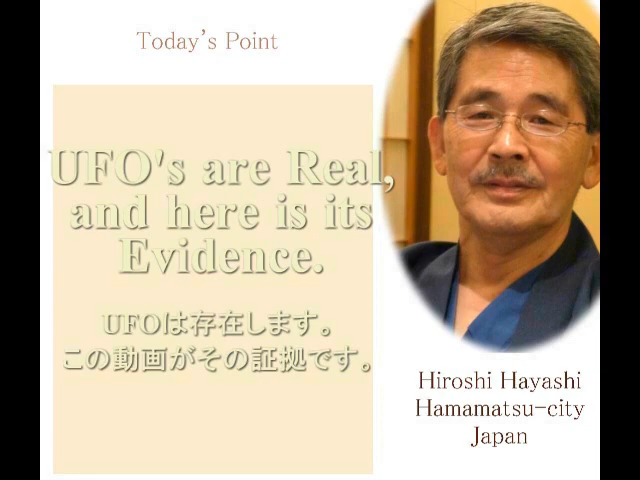 Today's Point
UFO's are Real,
and here is its
Evidence.
UFOは存在します。
この動画がその証拠です。
Hiroshi Hayashi
Hamamatsu-city
Japan